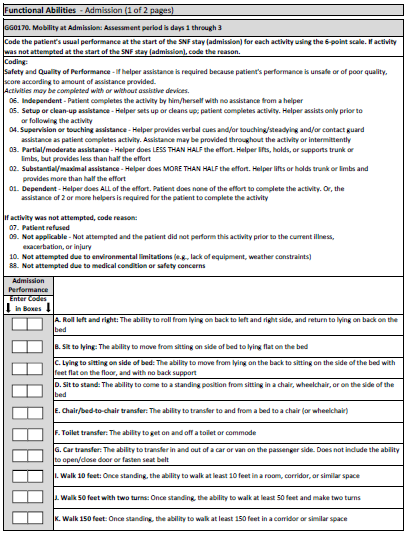 Functional Abilities - Admission (1 of 2 pages)
GG0170. Mobility at Admission: Assessment period is days 1 through 3
Code the patient's usual performance at the start of the SNF stay (admission) for each activity using the 6-point scale. If activity
was not attempted at the start of the SNF stay (admission), code the reason.
Coding:
Safety and Quality of Performance - If helper assistance is required because patient's performance is unsafe or of poor quality,
score according to amount of assistance provided.
Activities may be completed with or without assistive devices.
06. Independent - Patient completes the activity by him/herself with no assistance from a helper
05. Setup or clean-up assistance - Helper sets up or cleans up; patient completes activity. Helper assists only prior to
or following the activity
04. Supervision or touching assistance - Helper provides verbal cues and/or touching/steadying and/or contact guard
assistance as patient completes activity. Assistance may be provided throughout the activity or intermittently
03. Partial/moderate assistance - Helper does LESS THAN HALF the effort. Helper lifts, holds, or supports trunk or
limbs, but provides less than half the effort
02. Substantial/maximal assistance - Helper does MORE THAN HALF the effort. Helper lifts or holds trunk or limbs and
provides more than half the effort
01. Dependent - Helper does ALL of the effort. Patient does none of the effort to complete the activity. Or, the
assistance of 2 or more helpers is required for the patient to complete the activity
If activity was not attempted, code reason:
07. Patient refused
09. Not applicable - Not attempted and the patient did not perform this activity prior to the current illness,
exacerbation, or injury
10. Not attempted due to environmental limitations (e.g., lack of equipment, weather constraints)
88. Not attempted due to medical condition or safety concerns
Admission
Performance
Enter Codes
in Boxes
A. Roll left and right: The ability to roll from lying on back to left and right side, and return to lying on back on the
bed
B. Sit to lying: The ability to move from sitting on side of bed to lying flat on the bed
C. Lying to sitting on side of bed: The ability to move from lying on the back to sitting on the side of the bed with
feet flat on the floor, and with no back support
D. Sit to stand: The ability to come to a standing position from sitting in a chair, wheelchair, or on the side of the
bed
E. Chair/bed-to-chair transfer: The ability to transfer to and from a bed to a chair (or wheelchair)
F. Toilet transfer: The ability to get on and off a toilet or commode
G. Car transfer: The ability to transfer in and out of a car or van on the passenger side. Does not include the ability
to open/close door or fasten seat belt
I. Walk 10 feet: Once standing, the ability to walk at least 10 feet in a room, corridor, or similar space
J. Walk 50 feet with two turns: Once standing, the ability to walk at least 50 feet and make two turns
K. Walk 150 feet: Once standing, the ability to walk at least 150 feet in a corridor or similar space